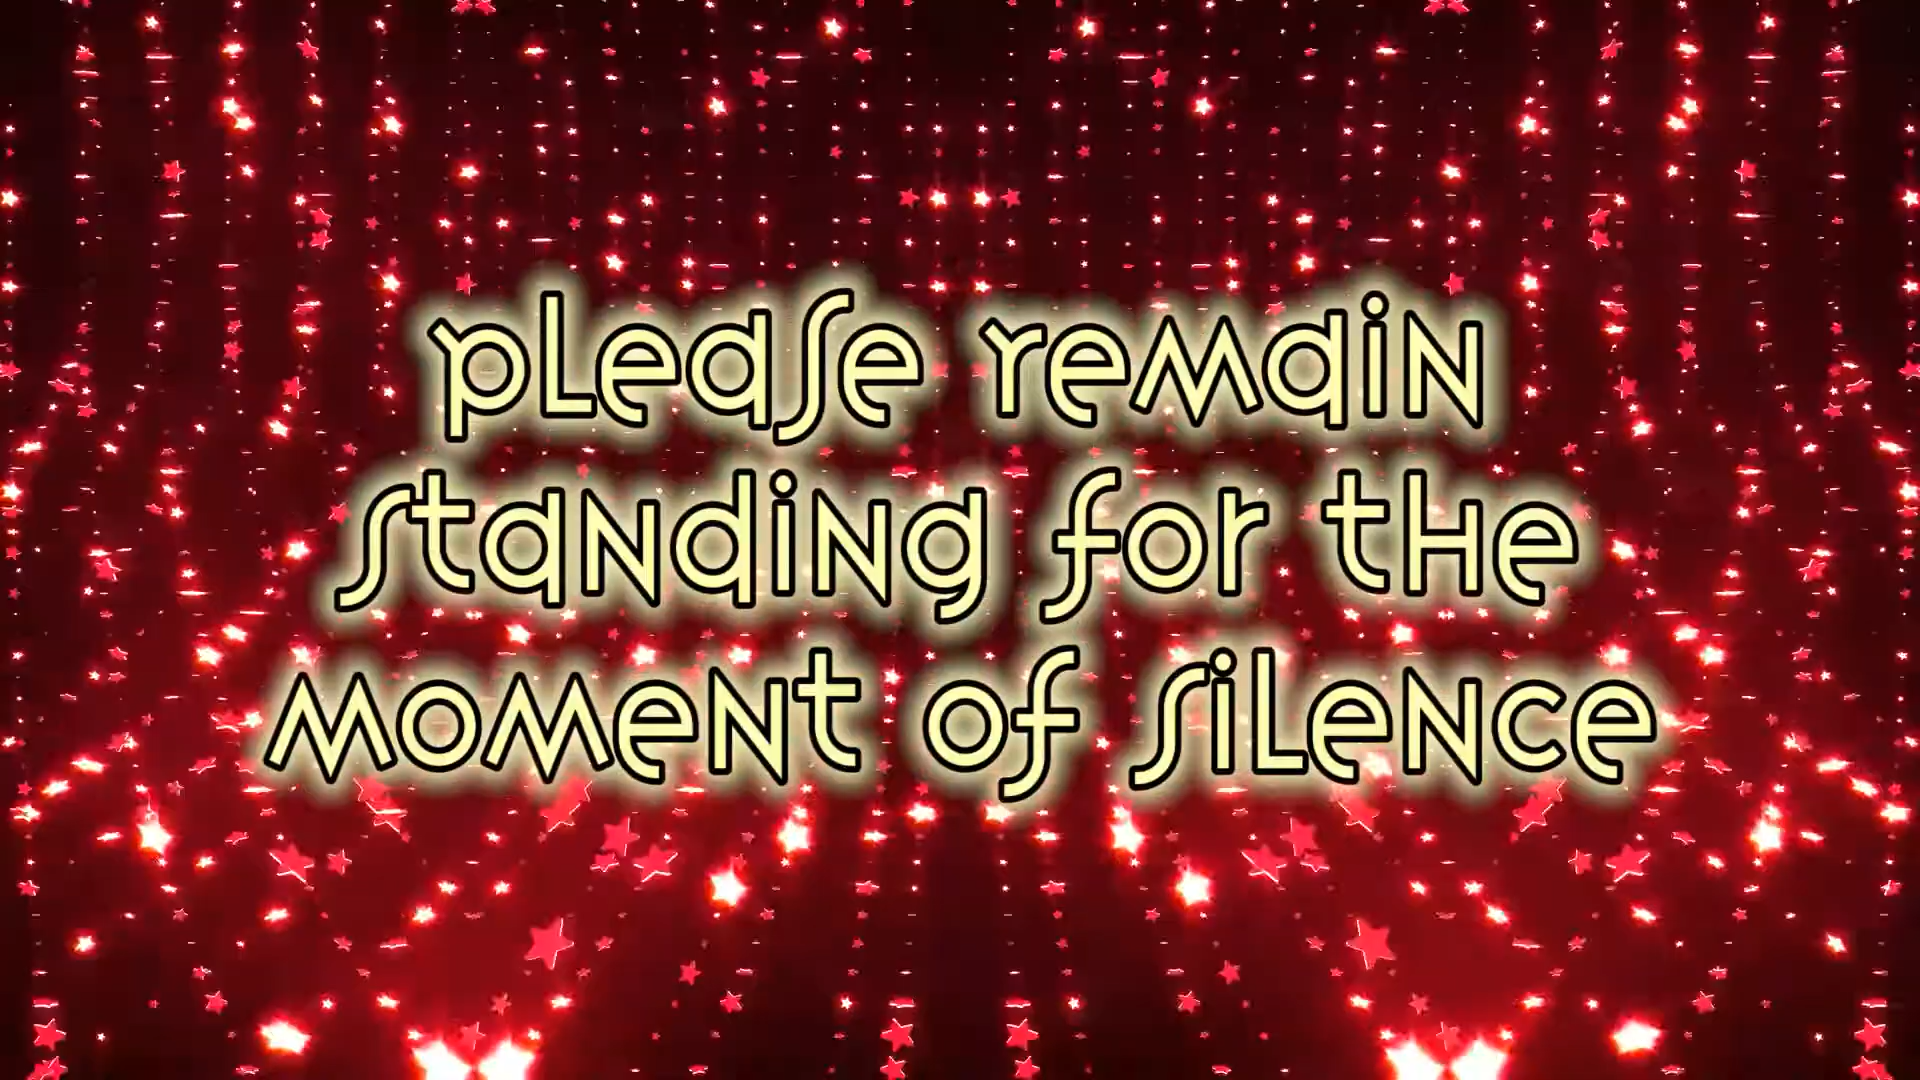 please remain
standing for the
moment of silence